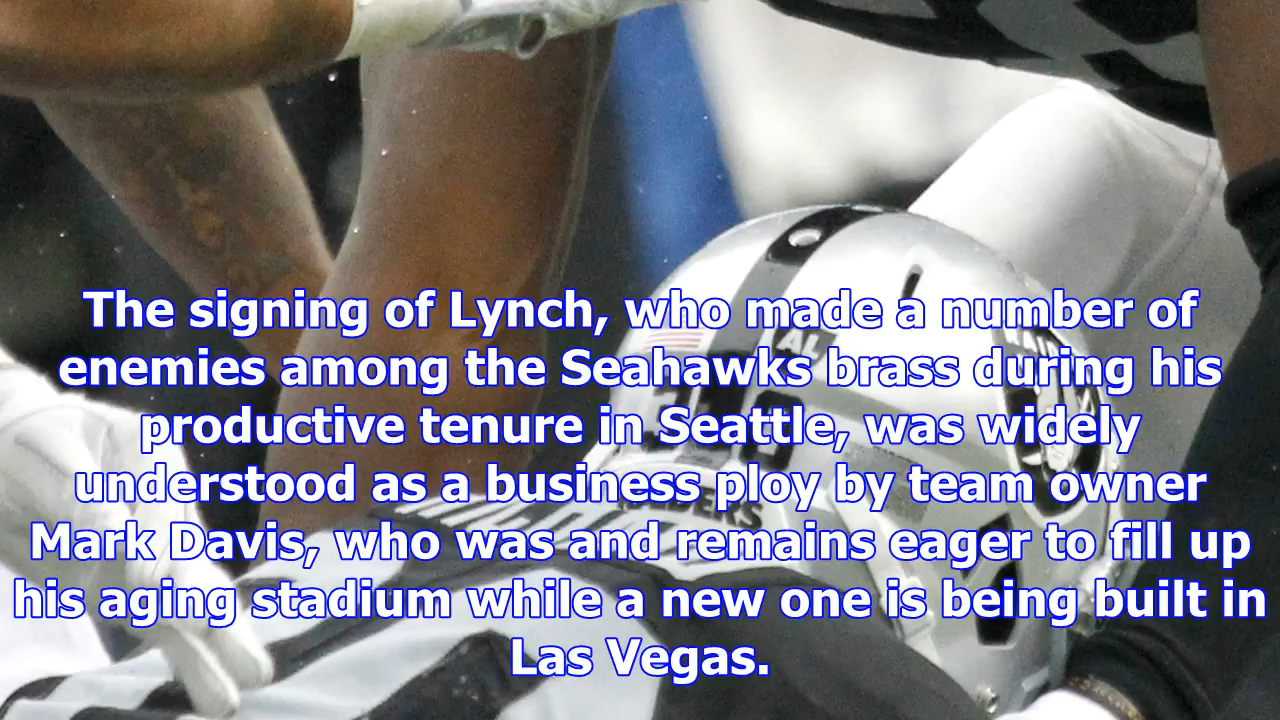 The signing of Lynch, who made a number of
enemies among the Seahawks brass during his
productive tenure in Seattle, was widely
understood as a business ploy by team owner
Mark Davis, who was and remains eager to fill up
his aging stadium while a new one is being built in
Las Vegas.
AL